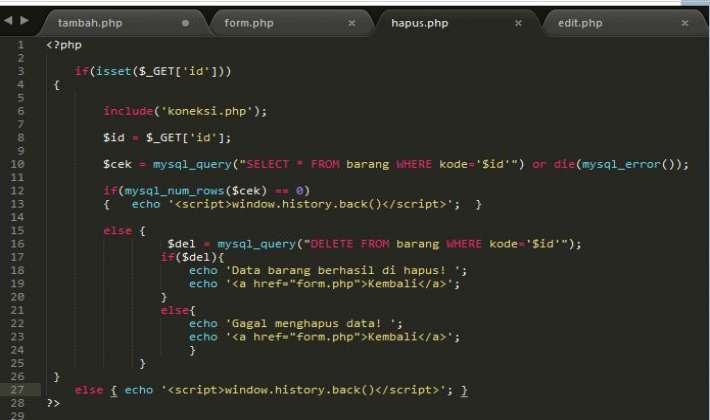 tambah.php form.php × hapus.php × edit.php ×
1 <?php
2
3 if(isset($_GET['id']))
4 {
5
6 include('koneksi.php');
7
8 $id = $_GET['id'];
9
10 $cek = mysql_query("SELECT * FROM barang WHERE kode='$id'") or die(mysql_error());
11
12 if(mysql_num_rows($cek) == 0)
13 { echo '<script>window.history.back()</script>'; }
14
15 else {
16 $del = mysql_query("DELETE FROM barang WHERE kode='$id'");
17 if($del){
18 echo 'Data barang berhasil di hapus! ';
19 echo '<a href="form.php">Kembali</a>';
20 }
21 else{
22 echo 'Gagal menghapus data! ';
23 echo '<a href="form.php">Kembali</a>';
24 }
25 }
26 }
27 else { echo '<script>window.history.back()</script>'; }
28 ?>
29